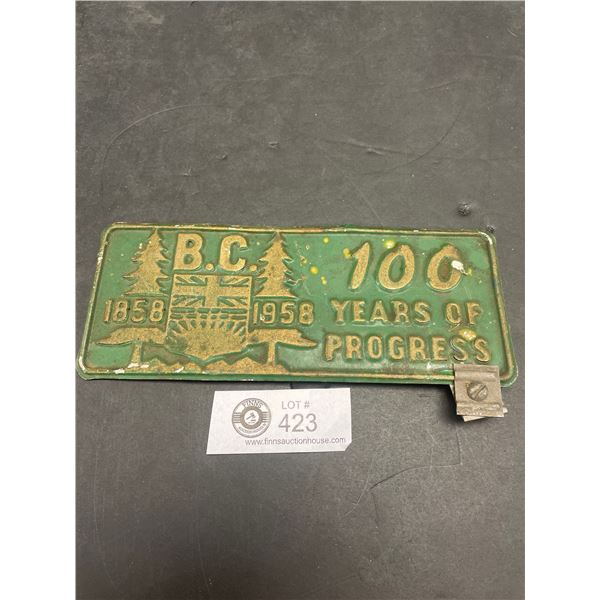 B.C.
1858 1958
100
YEARS OF
PROGRESS
FINNS
LOT #
423
www.finnsauctionhouse.com